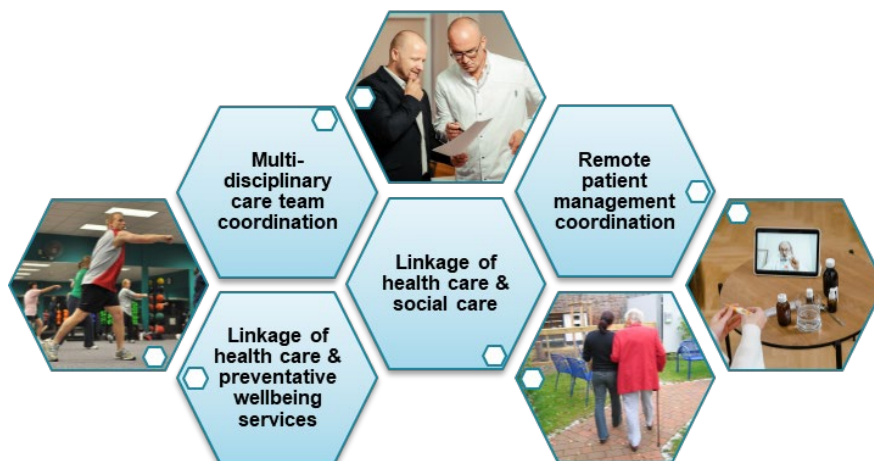 Multi-
disciplinary
care team
coordination
Remote
patient
management
coordination
Linkage of
health care &
social care
Linkage of
health care &
preventative
wellbeing
services